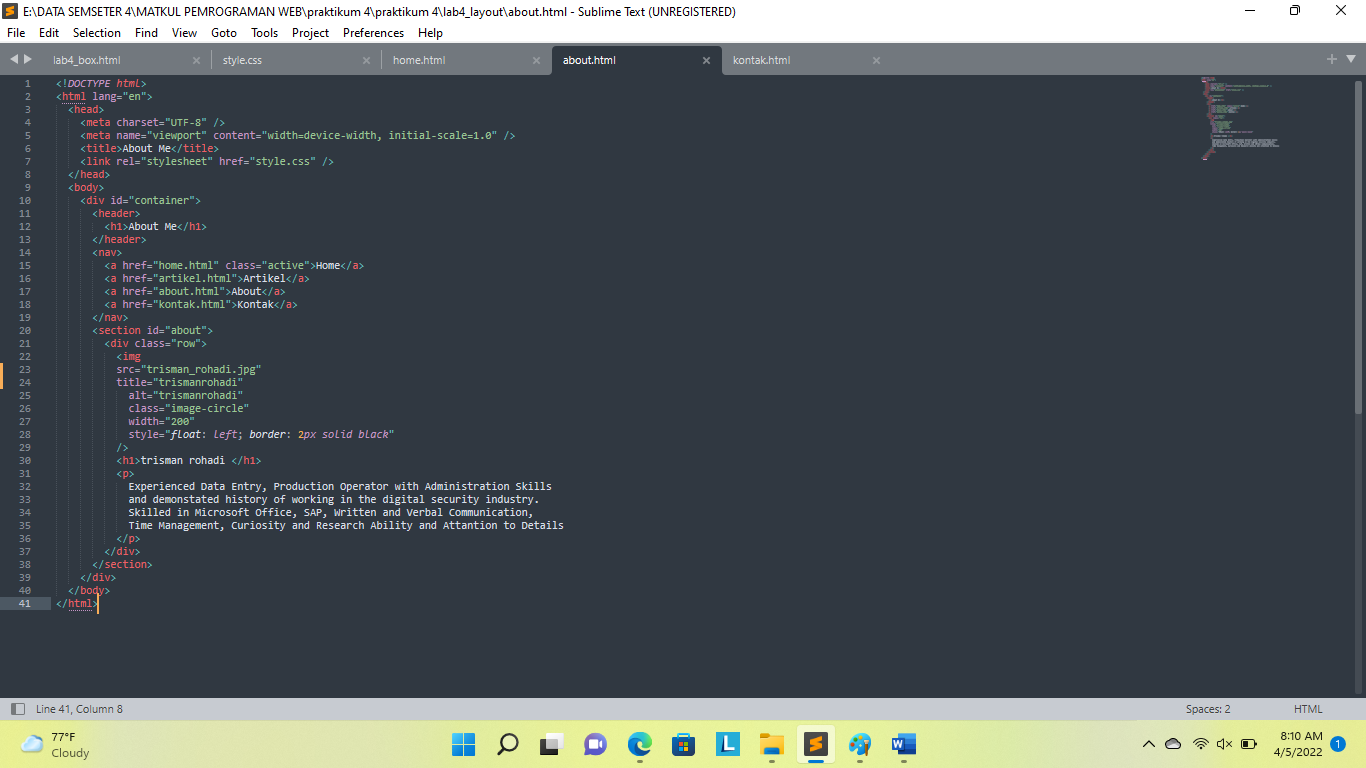 E:\DATA SEMSETER 4\MATKUL PEMROGRAMAN WEB\praktikum 4\praktikum 4\lab4_layout\about.html - Sublime Text (UNREGISTERED)
File Edit Selection Find View Goto Tools Project Preferences Help
lab4_box.html style.css home.html about.html kontak.html
1 <!DOCTYPE html>
2 <html lang="en">
3 <head>
4 <meta charset="UTF-8" />
5 <meta name="viewport" content="width=device-width, initial-scale=1.0" />
6 <title>About Me</title>
7 <link rel="stylesheet" href="style.css" />
8 </head>
9 <body>
10 <div id="container">
11 <header>
12 <h1>About Me</h1>
13 </header>
14 <nav>
15 <a href="home.html" class="active">Home</a>
16 <a href="artikel.html">Artikel</a>
17 <a href="about.html">About</a>
18 <a href="kontak.html">Kontak</a>
19 </nav>
20 <section id="about">
21 <div class="row">
22 <img
23 src="trisman_rohadi.jpg"
24 title="trismanrohadi"
25 alt="trismanrohadi"
26 class="image-circle"
27 width="200"
28 style="float: left; border: 2px solid black"
29 />
30 <h1>trisman rohadi </h1>
31 <p>
32 Experienced Data Entry, Production Operator with Administration Skills
33 and demonstated history of working in the digital security industry.
34 Skilled in Microsoft Office, SAP, Written and Verbal Communication,
35 Time Management, Curiosity and Research Ability and Attantion to Details
36 </p>
37 </div>
38 </section>
39 </div>
40 </body>
41 </html>
Line 41, Column 8 Spaces: 2 HTML
77°F
Cloudy
8:10 AM
4/5/2022
1